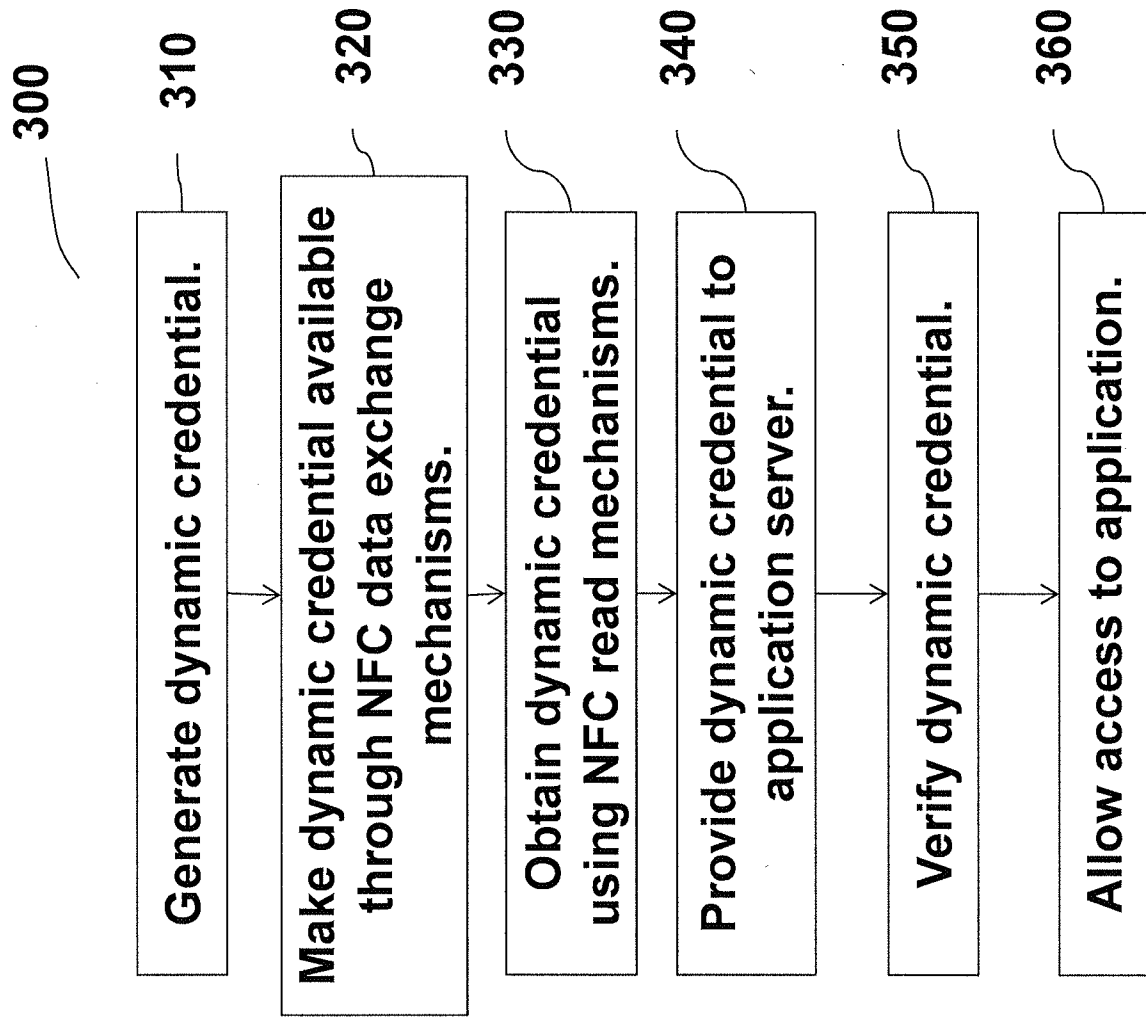 300
310
Generate dynamic credential.
320
Make dynamic credential available
through NFC data exchange
mechanisms.
330
Obtain dynamic credential
using NFC read mechanisms.
340
Provide dynamic credential to
application server.
350
Verify dynamic credential.
360
Allow access to application.